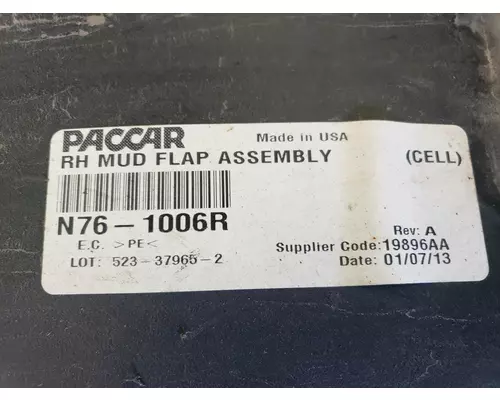 PACCAR Made in USA
RH MUD FLAP ASSEMBLY (CELL)
N76-1006R
Rev: A
E.C. >PE< Supplier Code: 19896AA
LOT: 523-37965-2 Date: 01/07/13